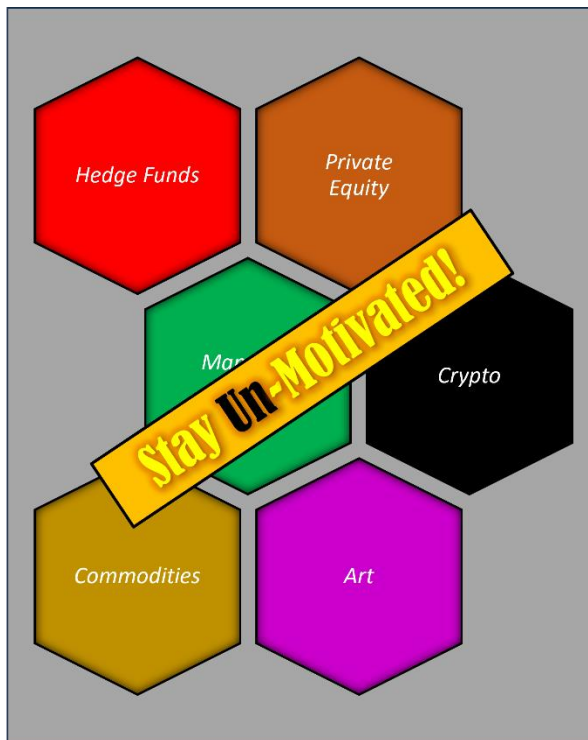 Hedge Funds
Private
Equity
Crypto
Stay Un-Motivated!
Commodities
Art